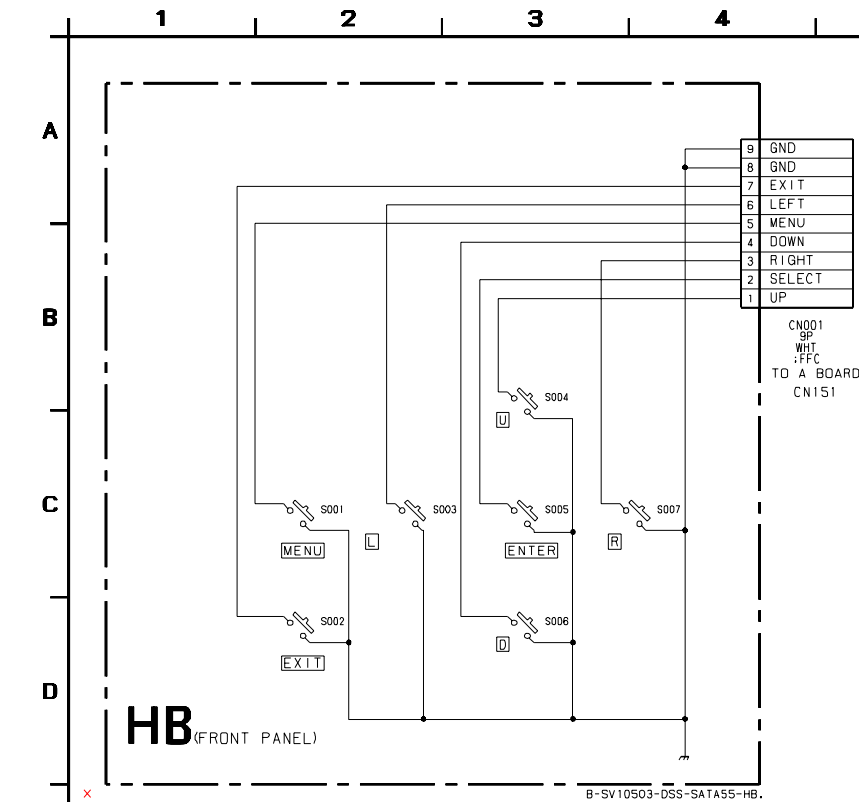 1 2 3 4
A
9 GND
8 GND
7 EXIT
6 LEFT
5 MENU
4 DOWN
3 RIGHT
2 SELECT
1 UP
B
CN001
9P
WHT
:FFC
TO A BOARD
CN151
S004
U
C
S001
S003
S005
S007
MENU
L
ENTER
R
S002
S006
EXIT
D
D
HB(FRONT PANEL)
B-SV10503-DSS-SATA55-HB.